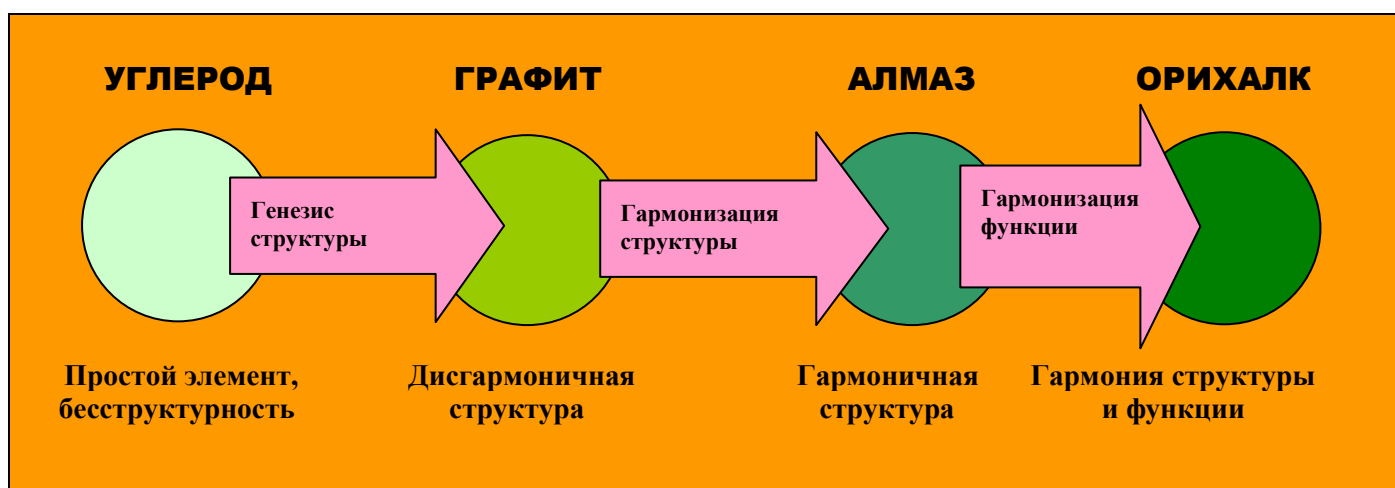 УГЛЕРОД
ГРАФИТ
АЛМАЗ
ОРИХАЛК
Генезис
структуры
Гармонизация
структуры
Гармонизация
функции
Простой элемент,
бесструктурность
Дисгармоничная
структура
Гармоничная
структура
Гармония структуры
и функции